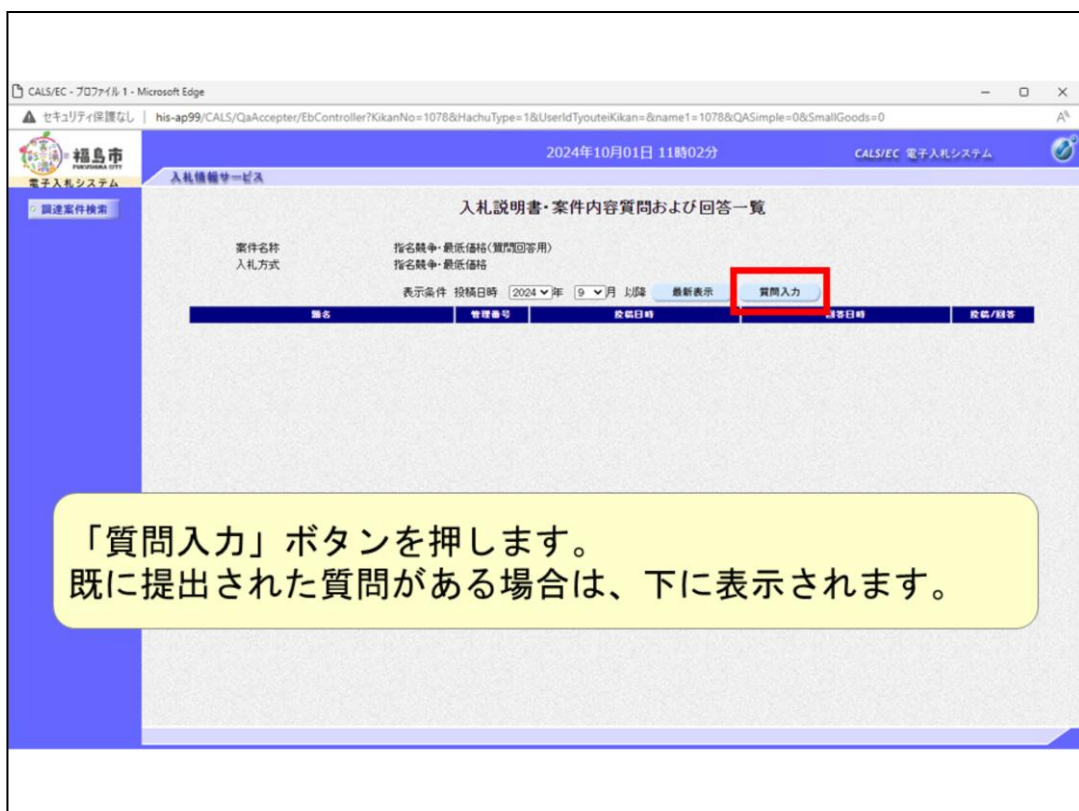 CALS/EC - プロファイル 1 - Microsoft Edge
セキュリティ保護なし | his-ap99/CALS/QaAccepter/EbController?KikanNo=1078&HachuType=1&UserIdTyouteiKikan=&name1=1078&QASimple=0&SmallGoods=0
福島市
FUKUSHIMA CITY
電子入札システム
2024年10月01日 11時02分
CALS/EC 電子入札システム
入札情報サービス
調達案件検索
入札説明書・案件内容質問および回答一覧
案件名称 指名競争・最低価格(質問回答用)
入札方式 指名競争・最低価格
表示条件 投稿日時 2024 年 9 月 以降 最新表示 質問入力
題名 管理番号 投稿日時 回答日時 投稿/回答
「質問入力」ボタンを押します。
既に提出された質問がある場合は、下に表示されます。